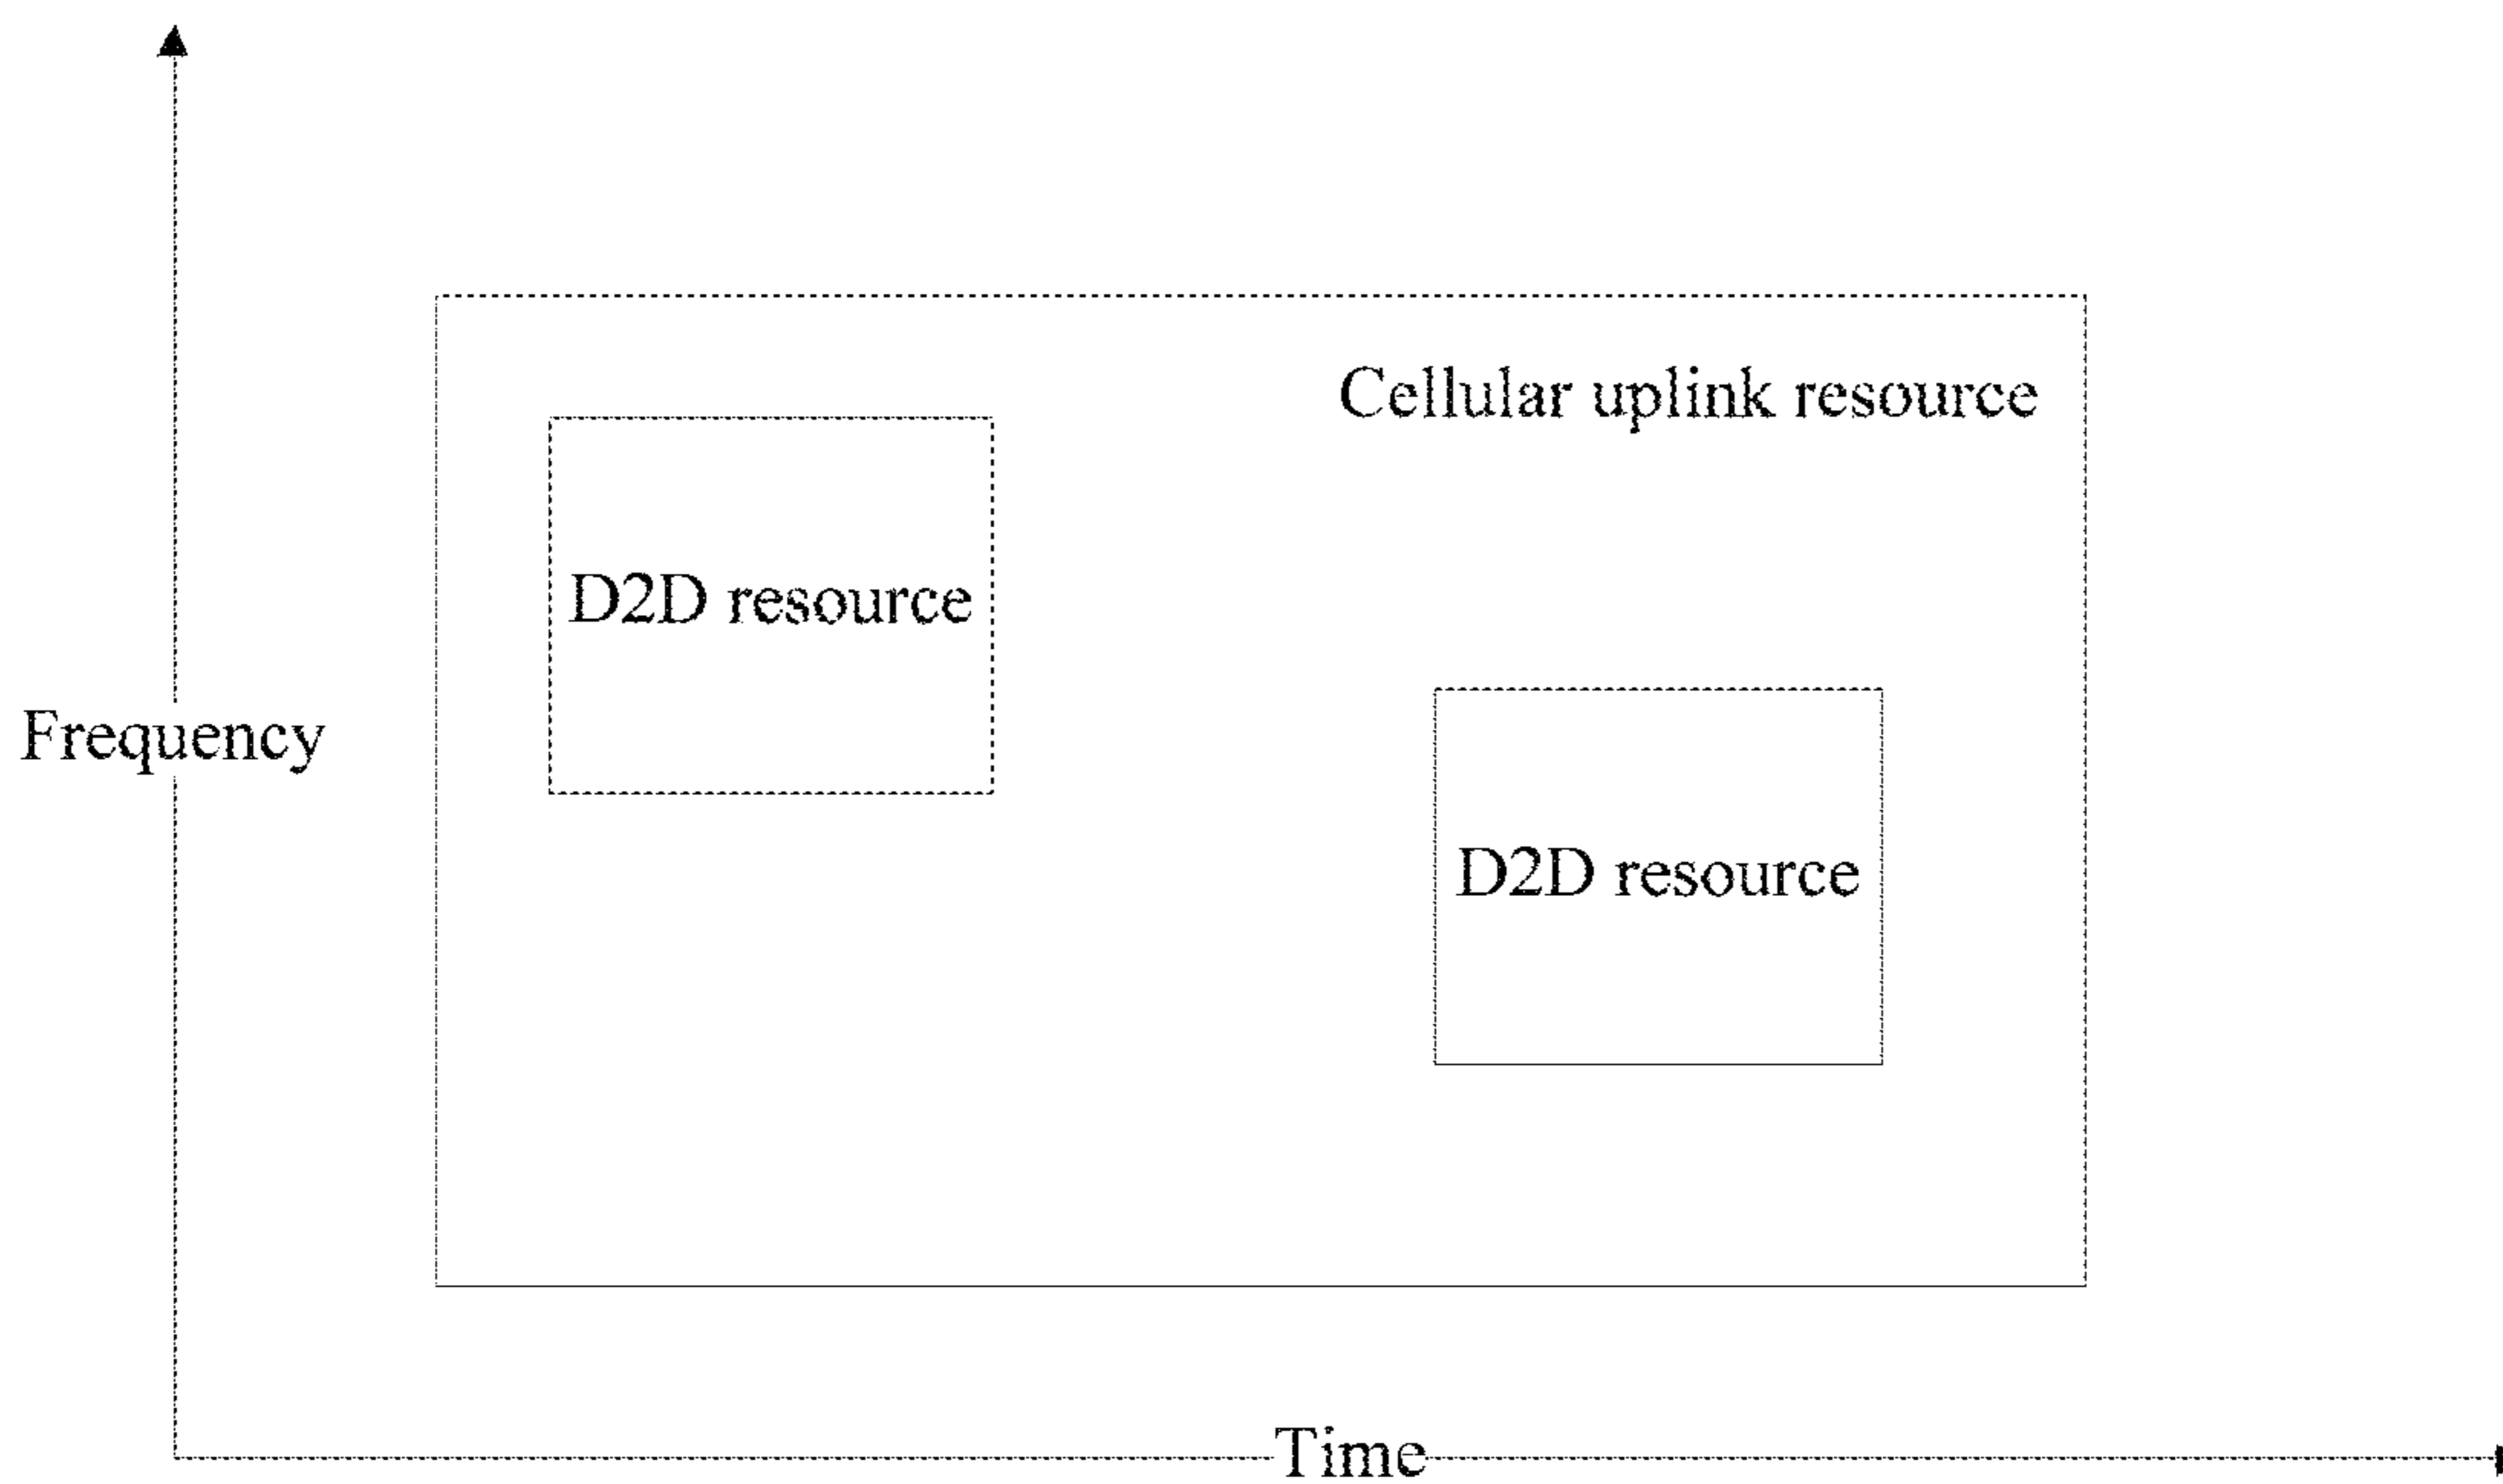 Cellular uplink resource
D2D resource
Frequency
D2D resource
Time